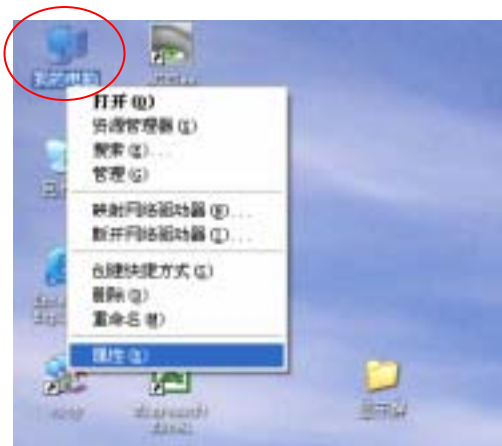 我的电脑
打开(O)
资源管理器(X)
搜索(E)...
管理(G)
映射网络驱动器(N)...
断开网络驱动器(C)...
创建快捷方式(S)
删除(D)
重命名(M)
属性(R)
Microsoft